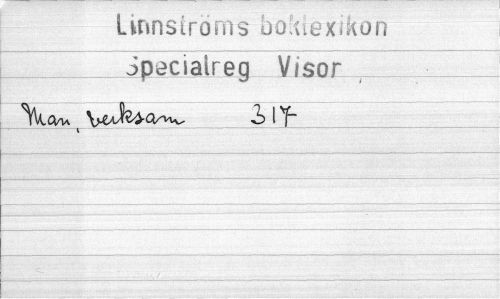 Linnströms boklexikon
Specialreg Visor
Man, verksam 317